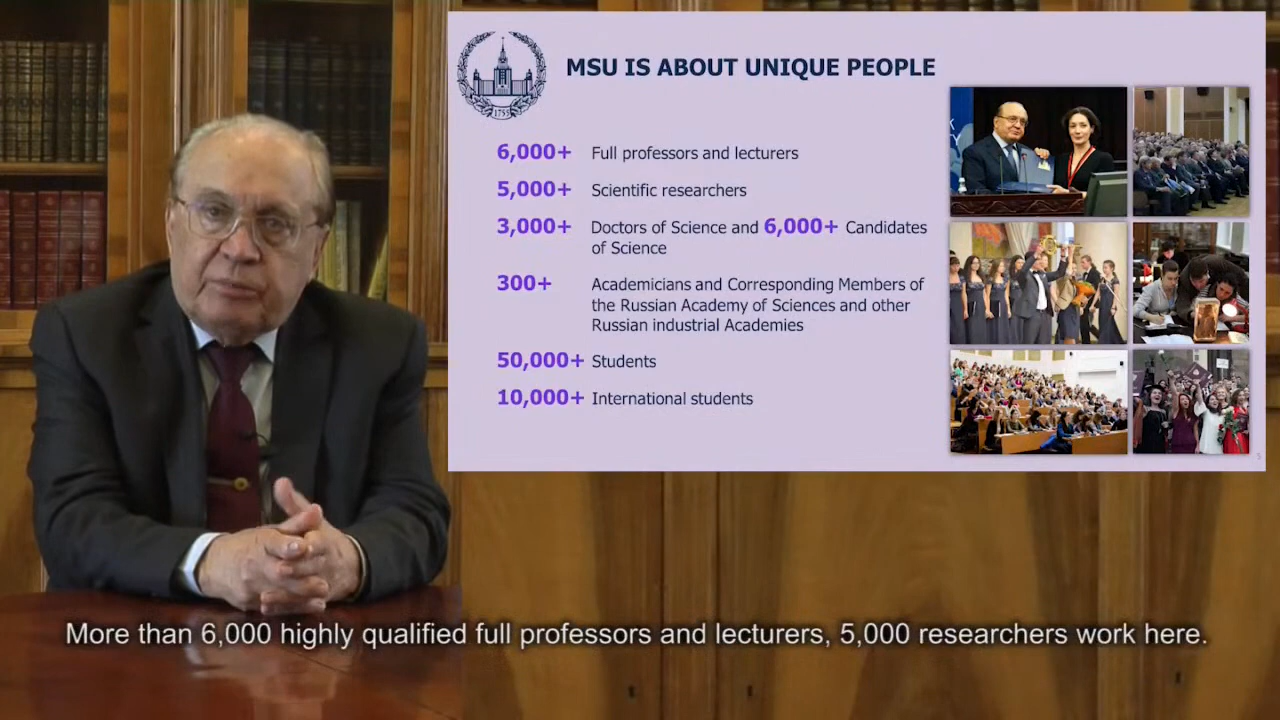 MSU IS ABOUT UNIQUE PEOPLE
1755
6,000+ Full professors and lecturers
5,000+ Scientific researchers
3,000+ Doctors of Science and 6,000+ Candidates
of Science
300+ Academicians and Corresponding Members of
the Russian Academy of Sciences and other
Russian industrial Academies
50,000+ Students
10,000+ International students
More than 6,000 highly qualified full professors and lecturers, 5,000 researchers work here.